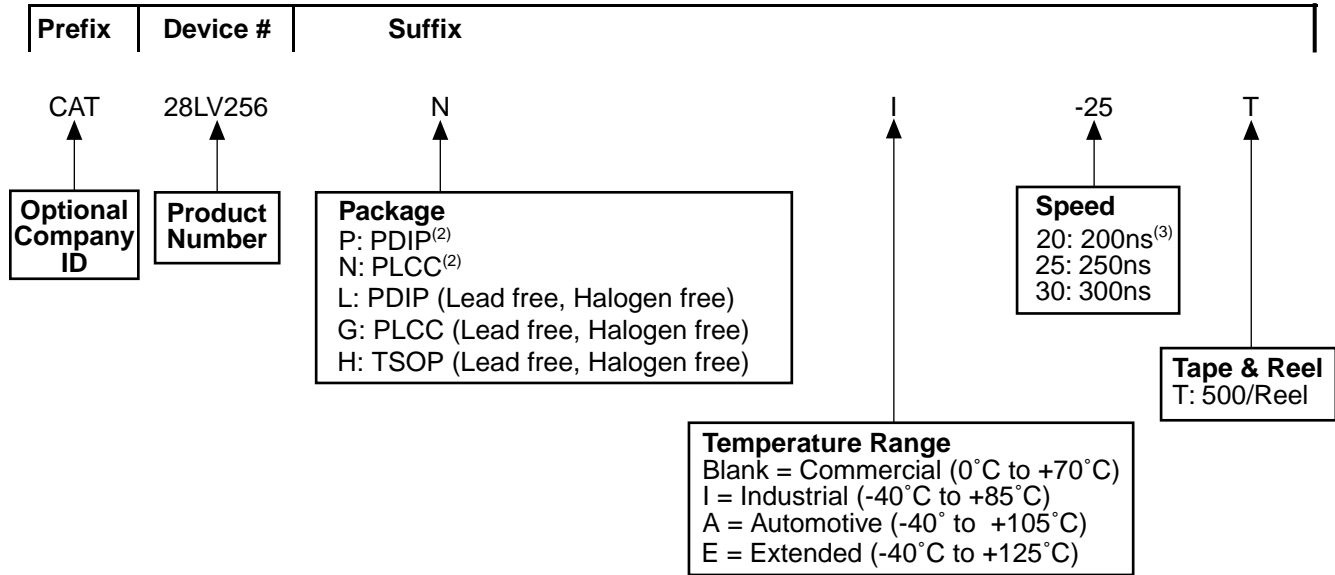 Prefix Device # Suffix
CAT 28LV256 N I -25 T
Optional
Company
ID
Product
Number
Package
P: PDIP(2)
N: PLCC(2)
L: PDIP (Lead free, Halogen free)
G: PLCC (Lead free, Halogen free)
H: TSOP (Lead free, Halogen free)
Speed
20: 200ns(3)
25: 250ns
30: 300ns
Tape & Reel
T: 500/Reel
Temperature Range
Blank = Commercial (0˚C to +70˚C)
I = Industrial (-40˚C to +85˚C)
A = Automotive (-40˚ to +105˚C)
E = Extended (-40˚C to +125˚C)